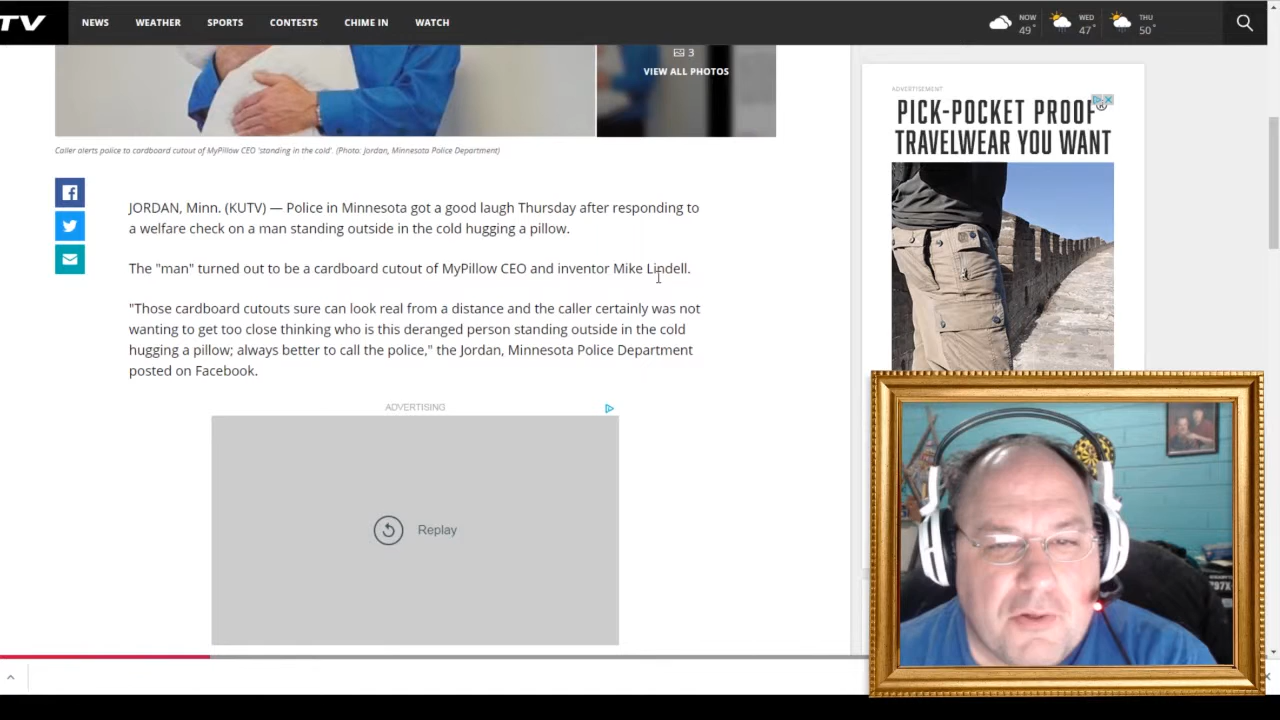 TV NEWS WEATHER SPORTS CONTESTS CHIME IN WATCH NOW 49° WED 47° THU 50°
3
VIEW ALL PHOTOS
Caller alerts police to cardboard cutout of MyPillow CEO 'standing in the cold'. (Photo: Jordan, Minnesota Police Department)
JORDAN, Minn. (KUTV) — Police in Minnesota got a good laugh Thursday after responding to
a welfare check on a man standing outside in the cold hugging a pillow.
The "man" turned out to be a cardboard cutout of MyPillow CEO and inventor Mike Lindell.
"Those cardboard cutouts sure can look real from a distance and the caller certainly was not
wanting to get too close thinking who is this deranged person standing outside in the cold
hugging a pillow; always better to call the police," the Jordan, Minnesota Police Department
posted on Facebook.
ADVERTISING
Replay
ADVERTISEMENT
PICK-POCKET PROOF
TRAVELWEAR YOU WANT